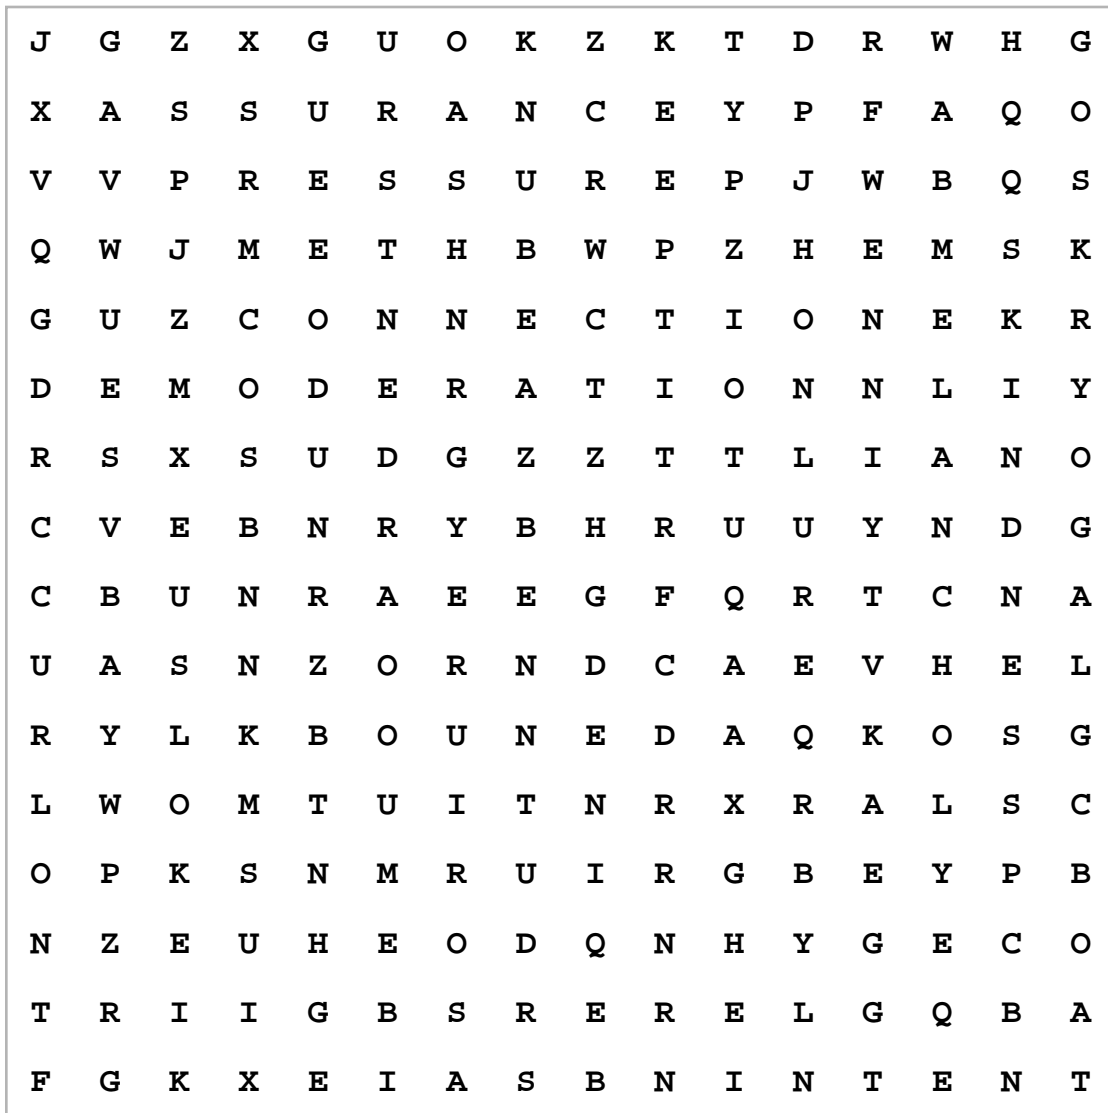 J G Z X G U O K Z K T D R W H G
X A S S U R A N C E Y P F A Q O
V V P R E S S U R E P J W B Q S
Q W J M E T H B W P Z H E M S K
G U Z C O N N E C T I O N E K R
D E M O D E R A T I O N N L I Y
R S X S U D G Z Z T T L I A N O
C V E B N R Y B H R U U Y N D G
C B U N R A E E G F Q R T C N A
U A S N Z O R N D C A E V H E L
R Y L K B O U N E D A Q K O S G
L W O M T U I T N R X R A L S C
O P K S N M R U I R G B E Y P B
N Z E U H E O D Q N H Y G E C O
T R I I G B S R E R E L G Q B A
F G K X E I A S B N I N T E N T